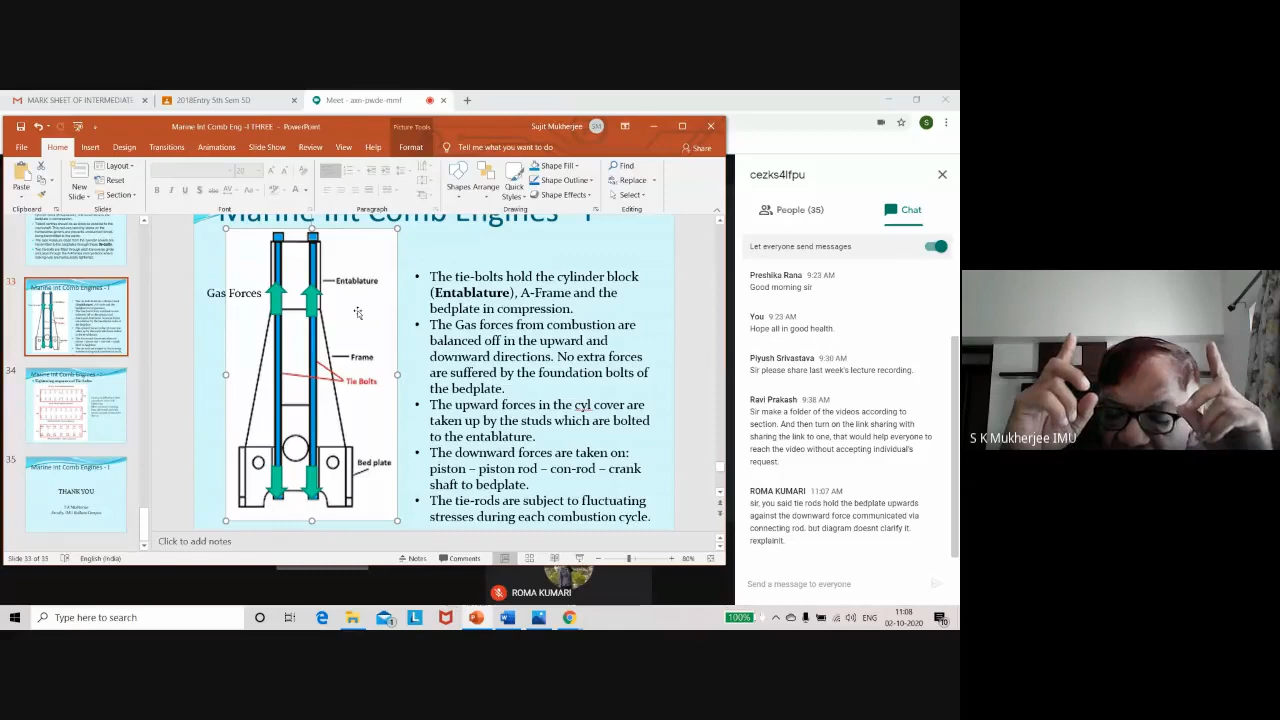 MARK SHEET OF INTERMEDIATE
2018Entry 5th Sem SD
Meet - axn-pwde-mmf
Marine Int Comb Eng -I THREE - PowerPoint
Picture Tools
Sujit Mukherjee
SM
File
Home
Insert
Design
Transitions
Animations
Slide Show
Review
View
Help
Format
Tell me what you want to do
Share
Paste
New
Slide
Layout
Reset
Section
Shapes
Arrange
Quick
Styles
Shape Fill
Shape Outline
Shape Effects
Find
Replace
Select
Clipboard
Slides
Font
Paragraph
Drawing
Editing
Marine Int Comb Engines - I
33
Marine Int Comb Engines - I
34
Marine Int Comb Engines - I
35
Marine Int Comb Engines - I
THANK YOU
Gas Forces
Entablature
Frame
Tie Bolts
Bed plate
• The tie-bolts hold the cylinder block
(Entablature), A-Frame and the
bedplate in compression.
• The Gas forces from combustion are
balanced off in the upward and
downward directions. No extra forces
are suffered by the foundation bolts of
the bedplate.
• The upward forces in the cyl cover are
taken up by the studs which are bolted
to the entablature.
• The downward forces are taken on:
piston – piston rod – con-rod – crank
shaft to bedplate.
• The tie-rods are subject to fluctuating
stresses during each combustion cycle.
Click to add notes
Slide 33 of 35
English (India)
Notes
Comments
80%
ROMA KUMARI
Type here to search
100%
ENG
11:08
02-10-2020
10
S
cezks4lfpu
People (35)
Chat
Let everyone send messages
Preshika Rana 9:23 AM
Good morning sir
You 9:23 AM
Hope all in good health.
Piyush Srivastava 9:30 AM
Sir please share last week's lecture recording.
Ravi Prakash 9:38 AM
Sir make a folder of the videos according to
section. And then turn on the link sharing with
sharing the link to one, that would help everyone to
reach the video without accepting individual's
request.
ROMA KUMARI 11:07 AM
sir, you said tie rods hold the bedplate upwards
against the downward force communicated via
connecting rod. but diagram doesnt clarify it.
rexplainit.
Send a message to everyone
S K Mukherjee IMU